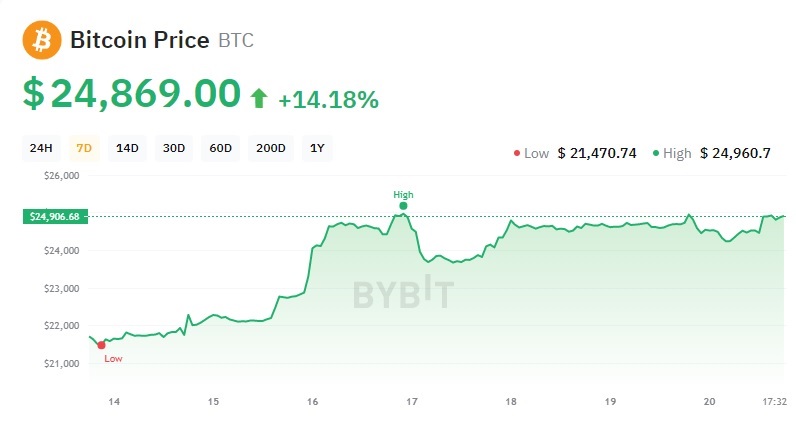 Bitcoin Price BTC
$24,869.00 +14.18%
24H 7D 14D 30D 60D 200D 1Y
Low $ 21,470.74 High $ 24,960.7
$26,000
High
$24,906.68
$24,000
$23,000
BYBIT
$22,000
Low
$21,000
14 15 16 17 18 19 20 17:32